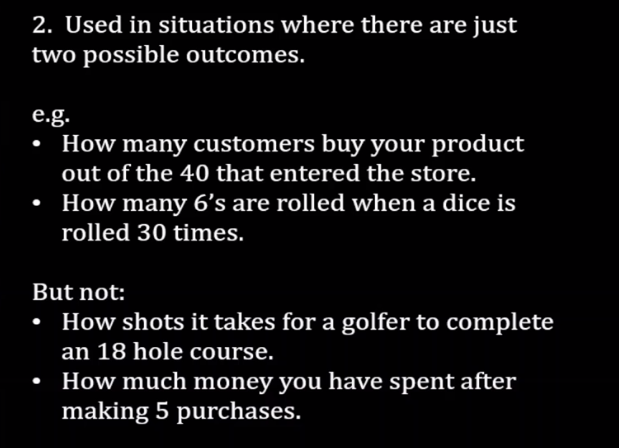 2. Used in situations where there are just
two possible outcomes.
e.g.
• How many customers buy your product
out of the 40 that entered the store.
• How many 6's are rolled when a dice is
rolled 30 times.
But not:
• How shots it takes for a golfer to complete
an 18 hole course.
• How much money you have spent after
making 5 purchases.